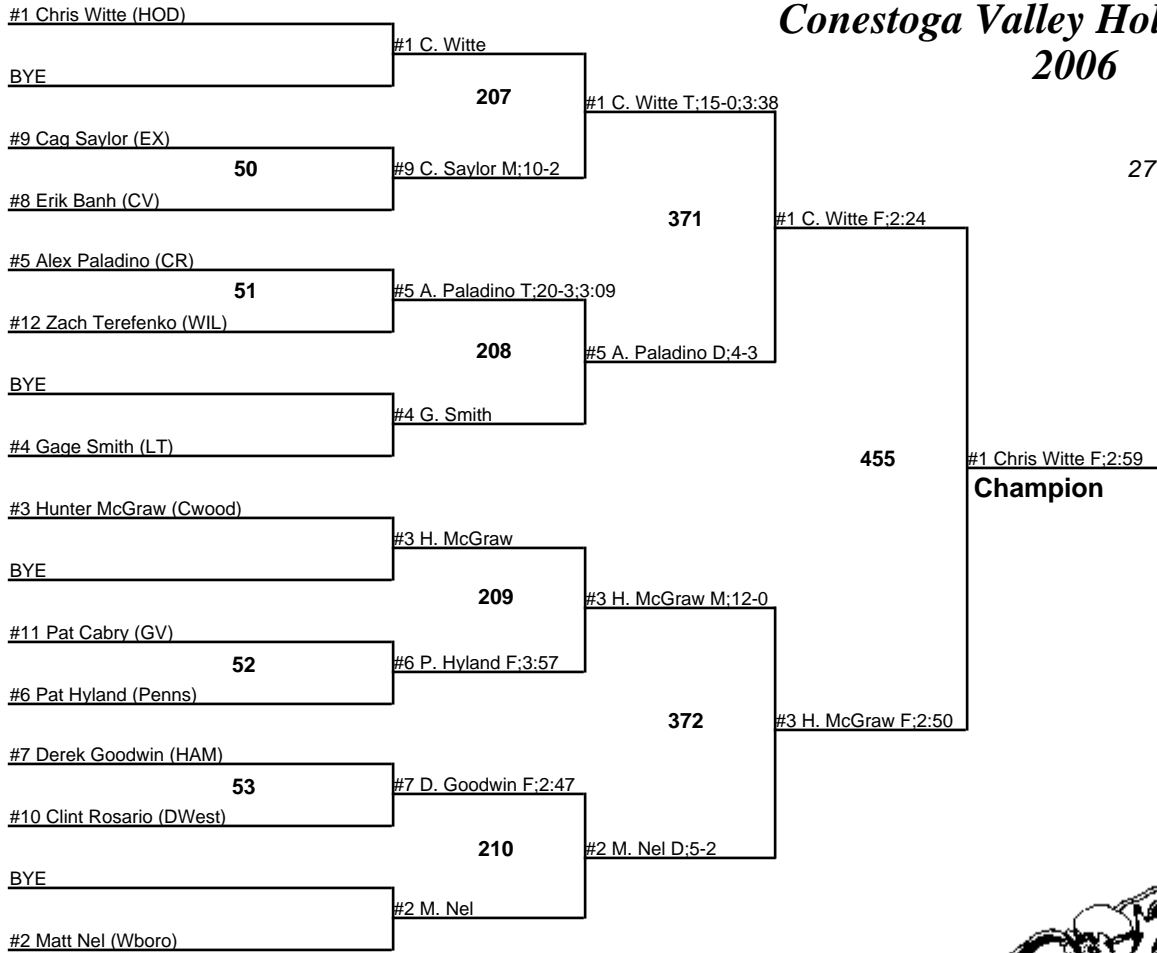 Conestoga Valley Hol
2006
27
#1 Chris Witte (HOD)
BYE
#9 Cag Saylor (EX)
50
#8 Erik Banh (CV)
#5 Alex Paladino (CR)
51
#12 Zach Terefenko (WIL)
BYE
#4 Gage Smith (LT)
#3 Hunter McGraw (Cwood)
BYE
#11 Pat Cabry (GV)
52
#6 Pat Hyland (Penns)
#7 Derek Goodwin (HAM)
53
#10 Clint Rosario (DWest)
BYE
#2 Matt Nel (Wboro)
#1 C. Witte
207
#9 C. Saylor M;10-2
#5 A. Paladino T;20-3;3:09
208
#4 G. Smith
#3 H. McGraw
209
#6 P. Hyland F;3:57
#7 D. Goodwin F;2:47
210
#2 M. Nel
#1 C. Witte T;15-0;3:38
371
#5 A. Paladino D;4-3
#3 H. McGraw M;12-0
372
#2 M. Nel D;5-2
#1 C. Witte F;2:24
455
#3 H. McGraw F;2:50
#1 Chris Witte F;2:59
Champion